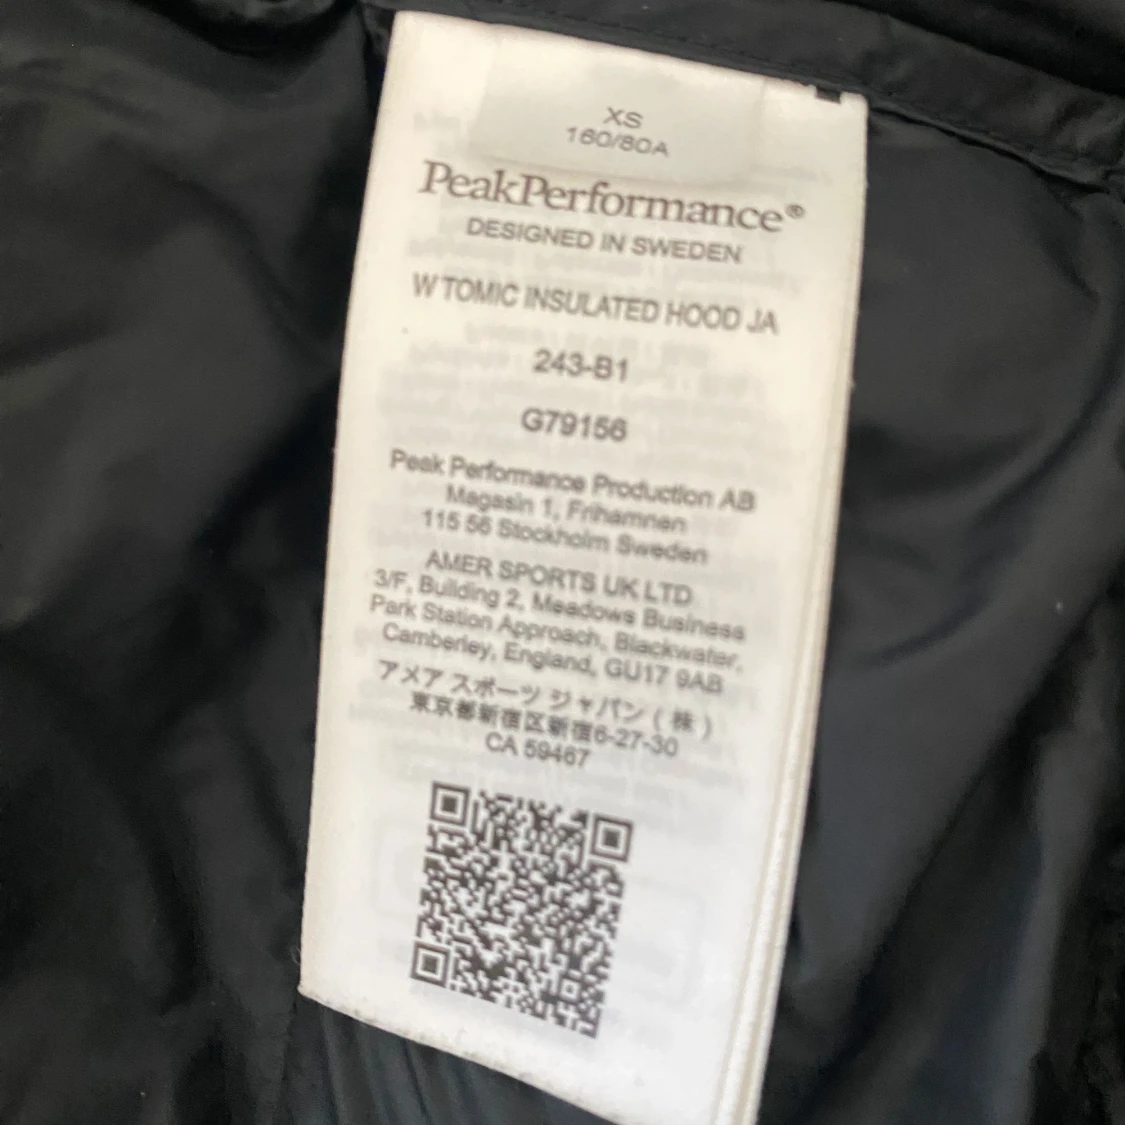 XS
160/80A
PeakPerformance®
DESIGNED IN SWEDEN
W TOMIC INSULATED HOOD JA
243-B1
G79156
Peak Performance Production AB
Magasin 1, Frihamnen
115 56 Stockholm Sweden
AMER SPORTS UK LTD
3/F, Building 2, Meadows Business
Park Station Approach, Blackwater,
Camberley, England, GU17 9AB
アメア スポーツ ジャパン ( 株 )
東京都新宿区新宿6-27-30
CA 59467